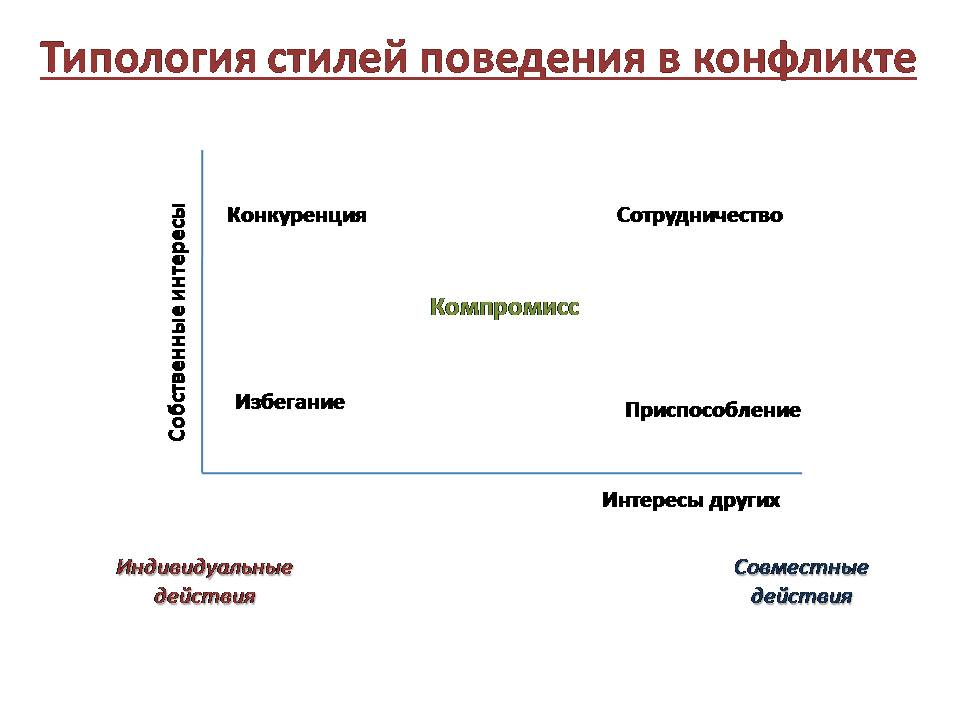 Типология стилей поведения в конфликте
Собственные интересы
Конкуренция
Сотрудничество
Компромисс
Избегание
Приспособление
Интересы других
Индивидуальные
действия
Совместные
действия